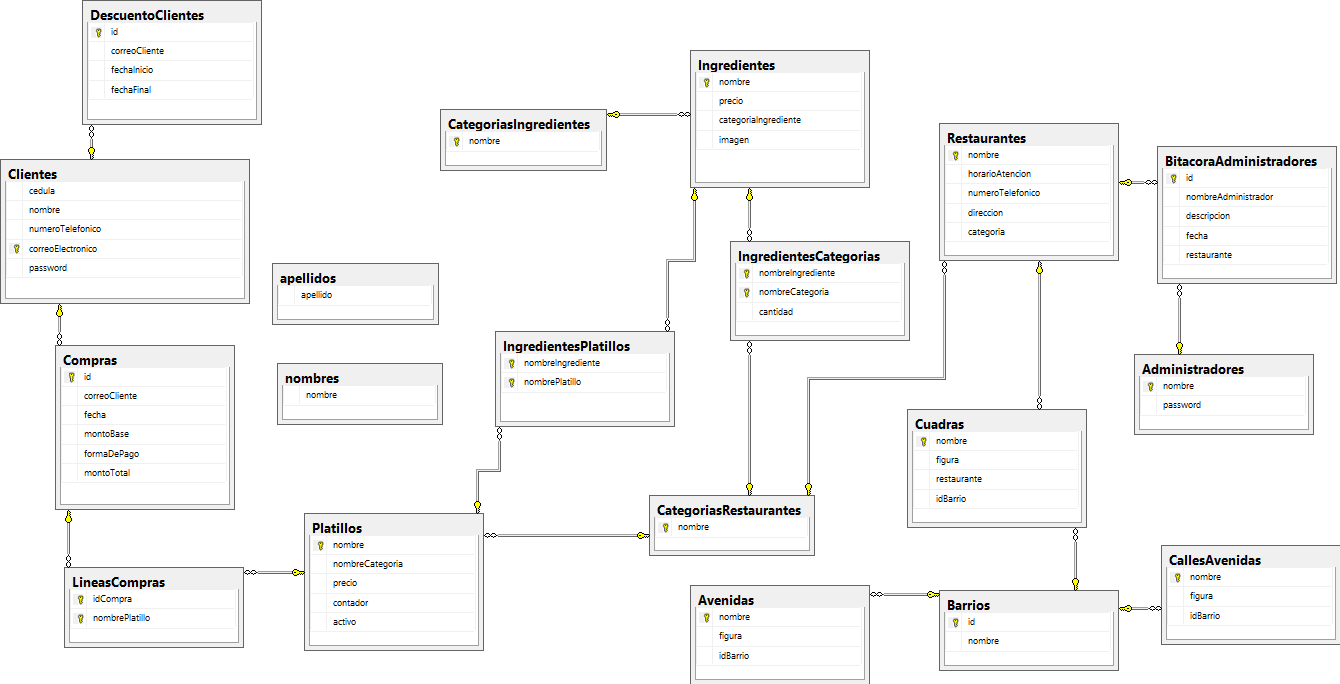 DescuentoClientes
id
correoCliente
fechaInicio
fechaFinal
Clientes
cedula
nombre
numeroTelefonico
correoElectronico
password
apellidos
apellido
nombres
nombre
Compras
id
correoCliente
fecha
montoBase
formaDePago
montoTotal
LineasCompras
idCompra
nombrePlatillo
Platillos
nombre
nombreCategoria
precio
contador
activo
CategoriasIngredientes
nombre
Ingredientes
nombre
precio
categoriaIngrediente
imagen
IngredientesPlatillos
nombreIngrediente
nombrePlatillo
IngredientesCategorias
nombreIngrediente
nombreCategoria
cantidad
CategoriasRestaurantes
nombre
Restaurantes
nombre
horarioAtencion
numeroTelefonico
direccion
categoria
BitacoraAdministradores
id
nombreAdministrador
descripcion
fecha
restaurante
Administradores
nombre
password
Cuadras
nombre
figura
restaurante
idBarrio
Avenidas
nombre
figura
idBarrio
Barrios
id
nombre
CallesAvenidas
nombre
figura
idBarrio